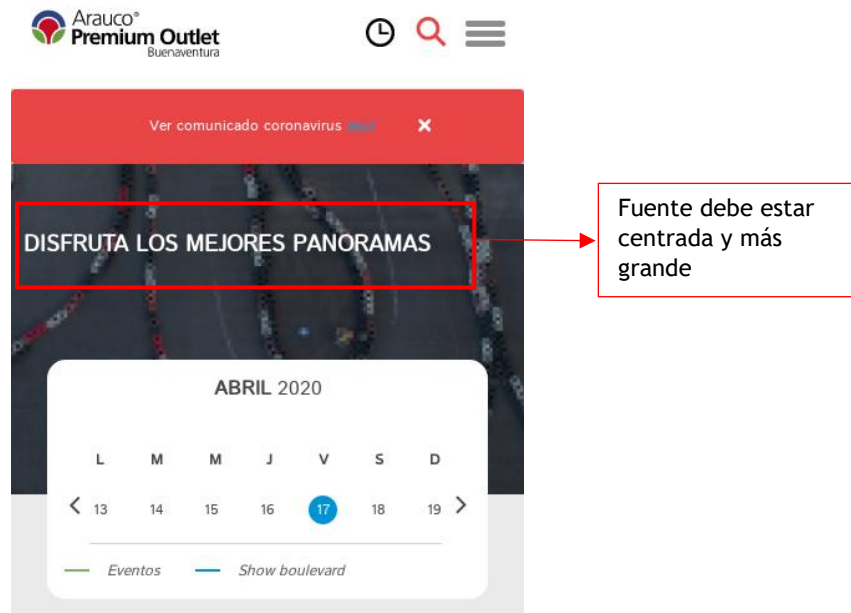 Arauco®
Premium Outlet
Buenaventura
Ver comunicado coronavirus aquí
DISFRUTA LOS MEJORES PANORAMAS
Fuente debe estar
centrada y más
grande
ABRIL 2020
L M M J V S D
13 14 15 16 17 18 19
Eventos Show boulevard